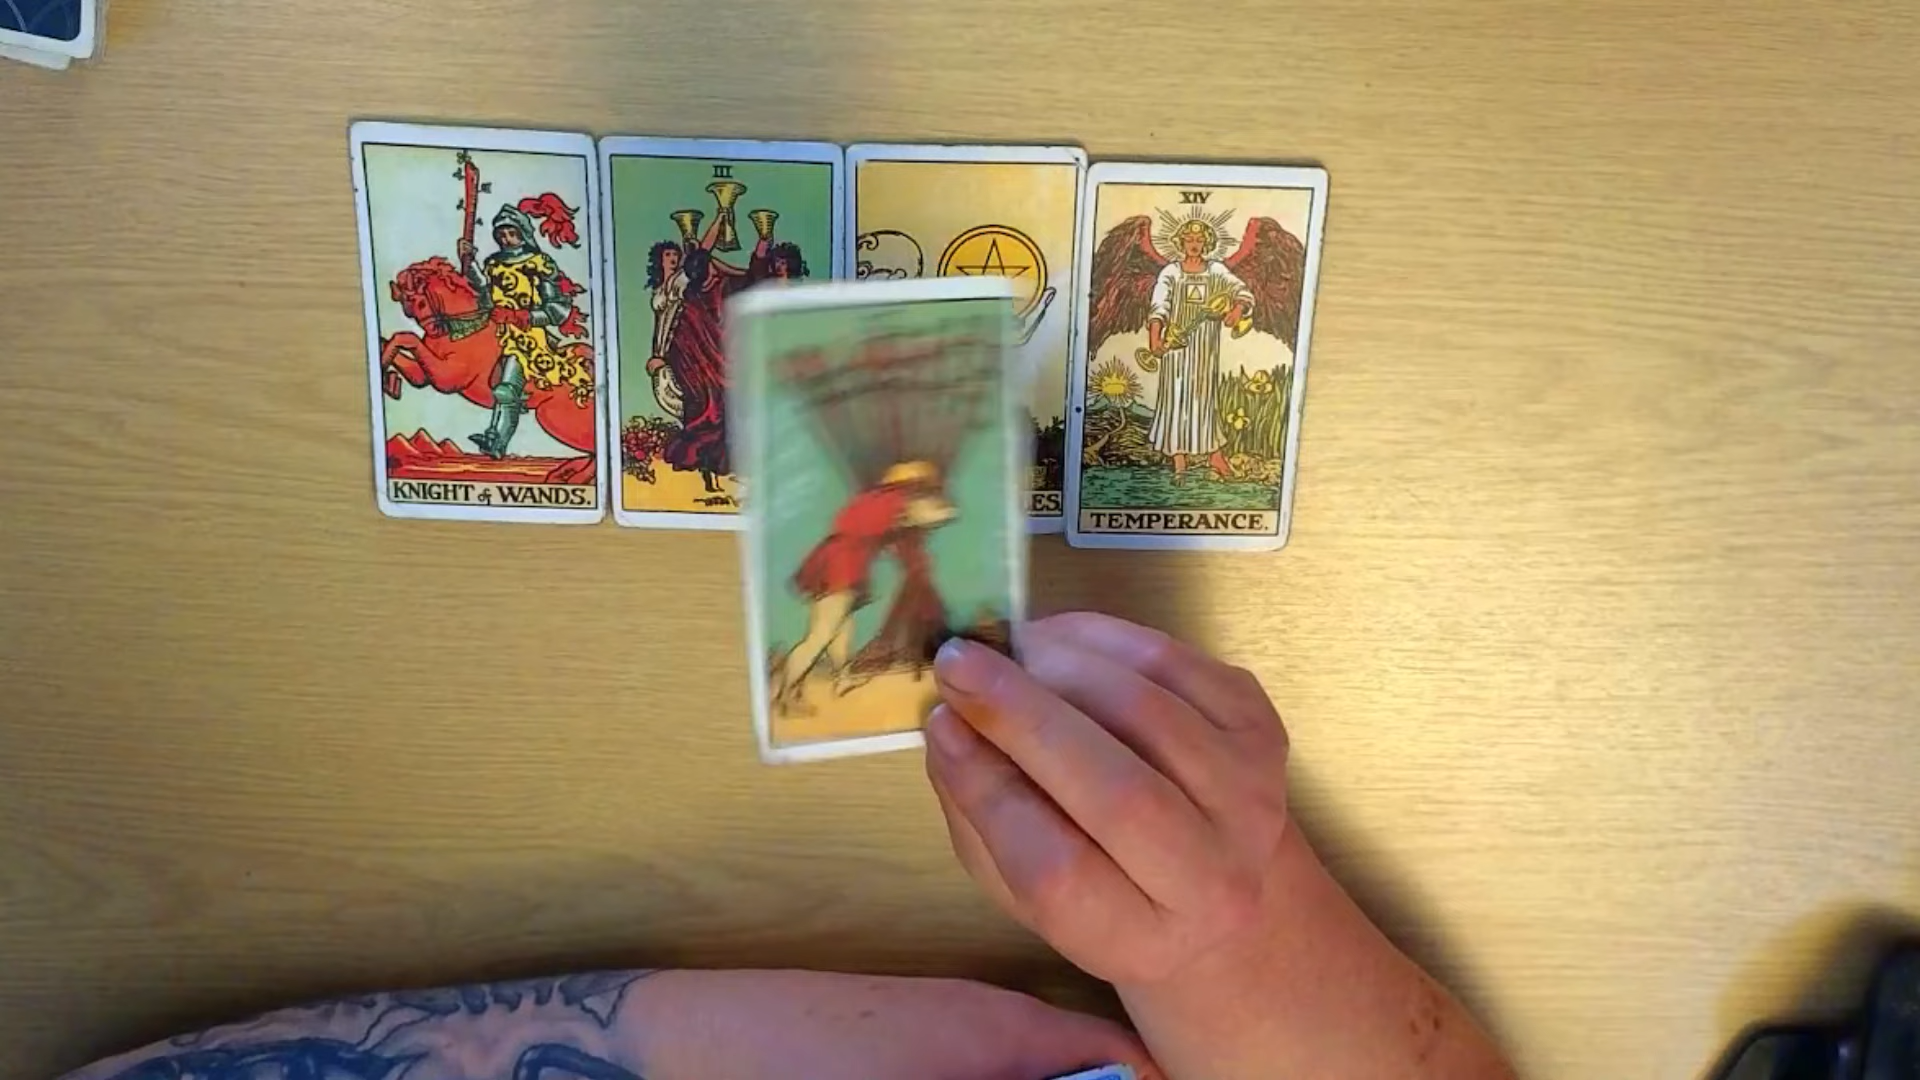 KNIGHT of WANDS.
III
ES
XIV
TEMPERANCE.